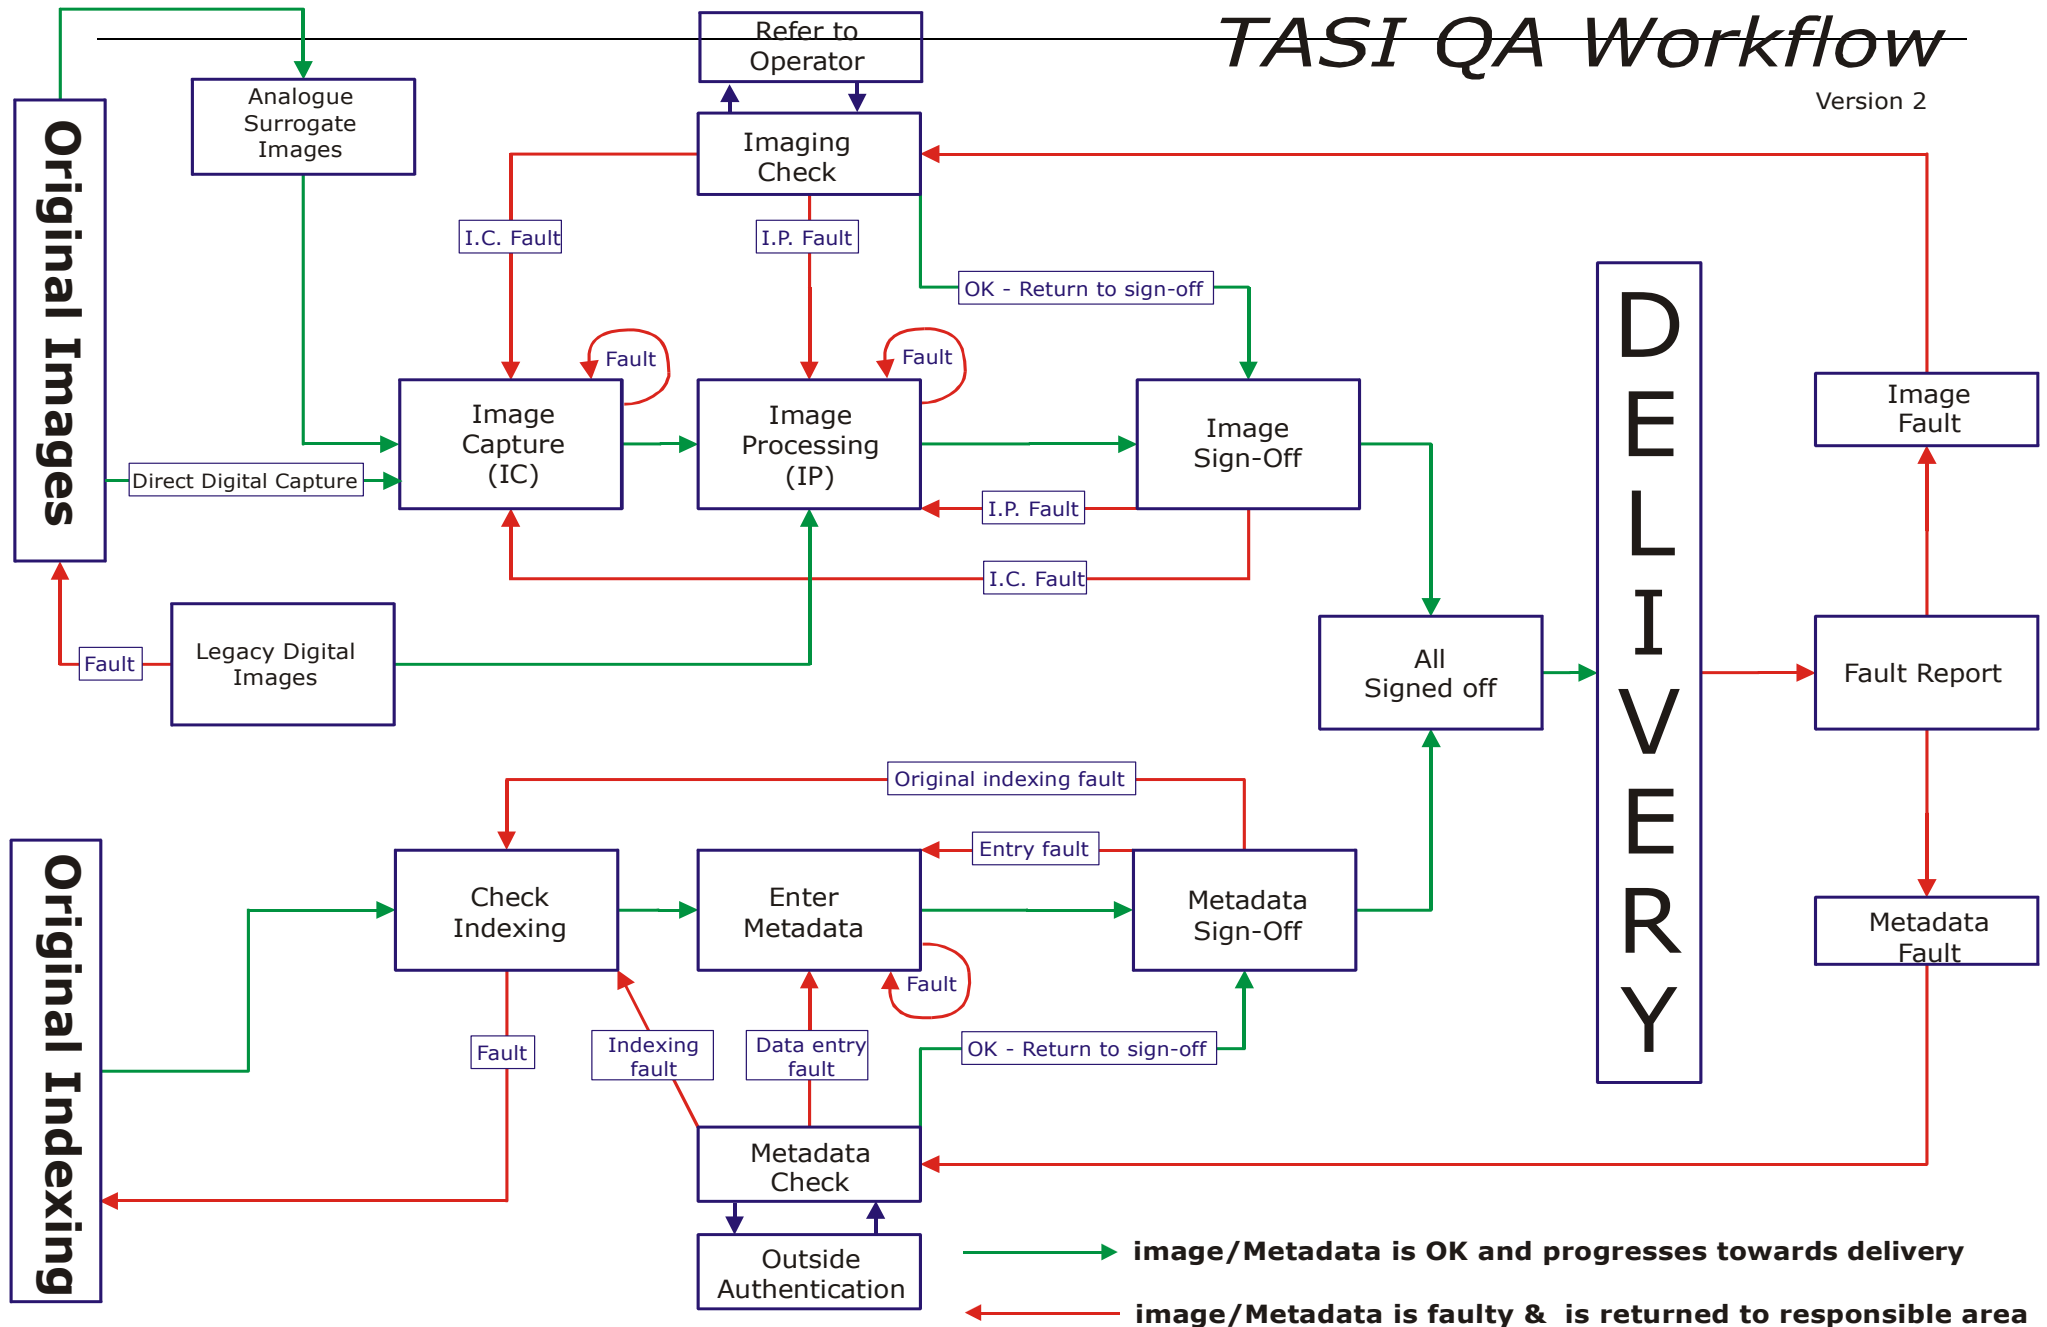 TASI QA Workflow
Version 2
Refer to
Operator
Analogue
Surrogate
Images
Original Images
Imaging
Check
I.C. Fault
I.P. Fault
OK - Return to sign-off
Fault
Fault
Image
Capture
(IC)
Image
Processing
(IP)
Image
Sign-Off
Direct Digital Capture
I.P. Fault
I.C. Fault
Legacy Digital
Images
Fault
All
Signed off
DELIVERY
Image
Fault
Fault Report
Metadata
Fault
Original indexing fault
Entry fault
Original Indexing
Check
Indexing
Enter
Metadata
Metadata
Sign-Off
Fault
Fault
Indexing
fault
Data entry
fault
OK - Return to sign-off
Metadata
Check
Outside
Authentication
image/Metadata is OK and progresses towards delivery
image/Metadata is faulty & is returned to responsible area